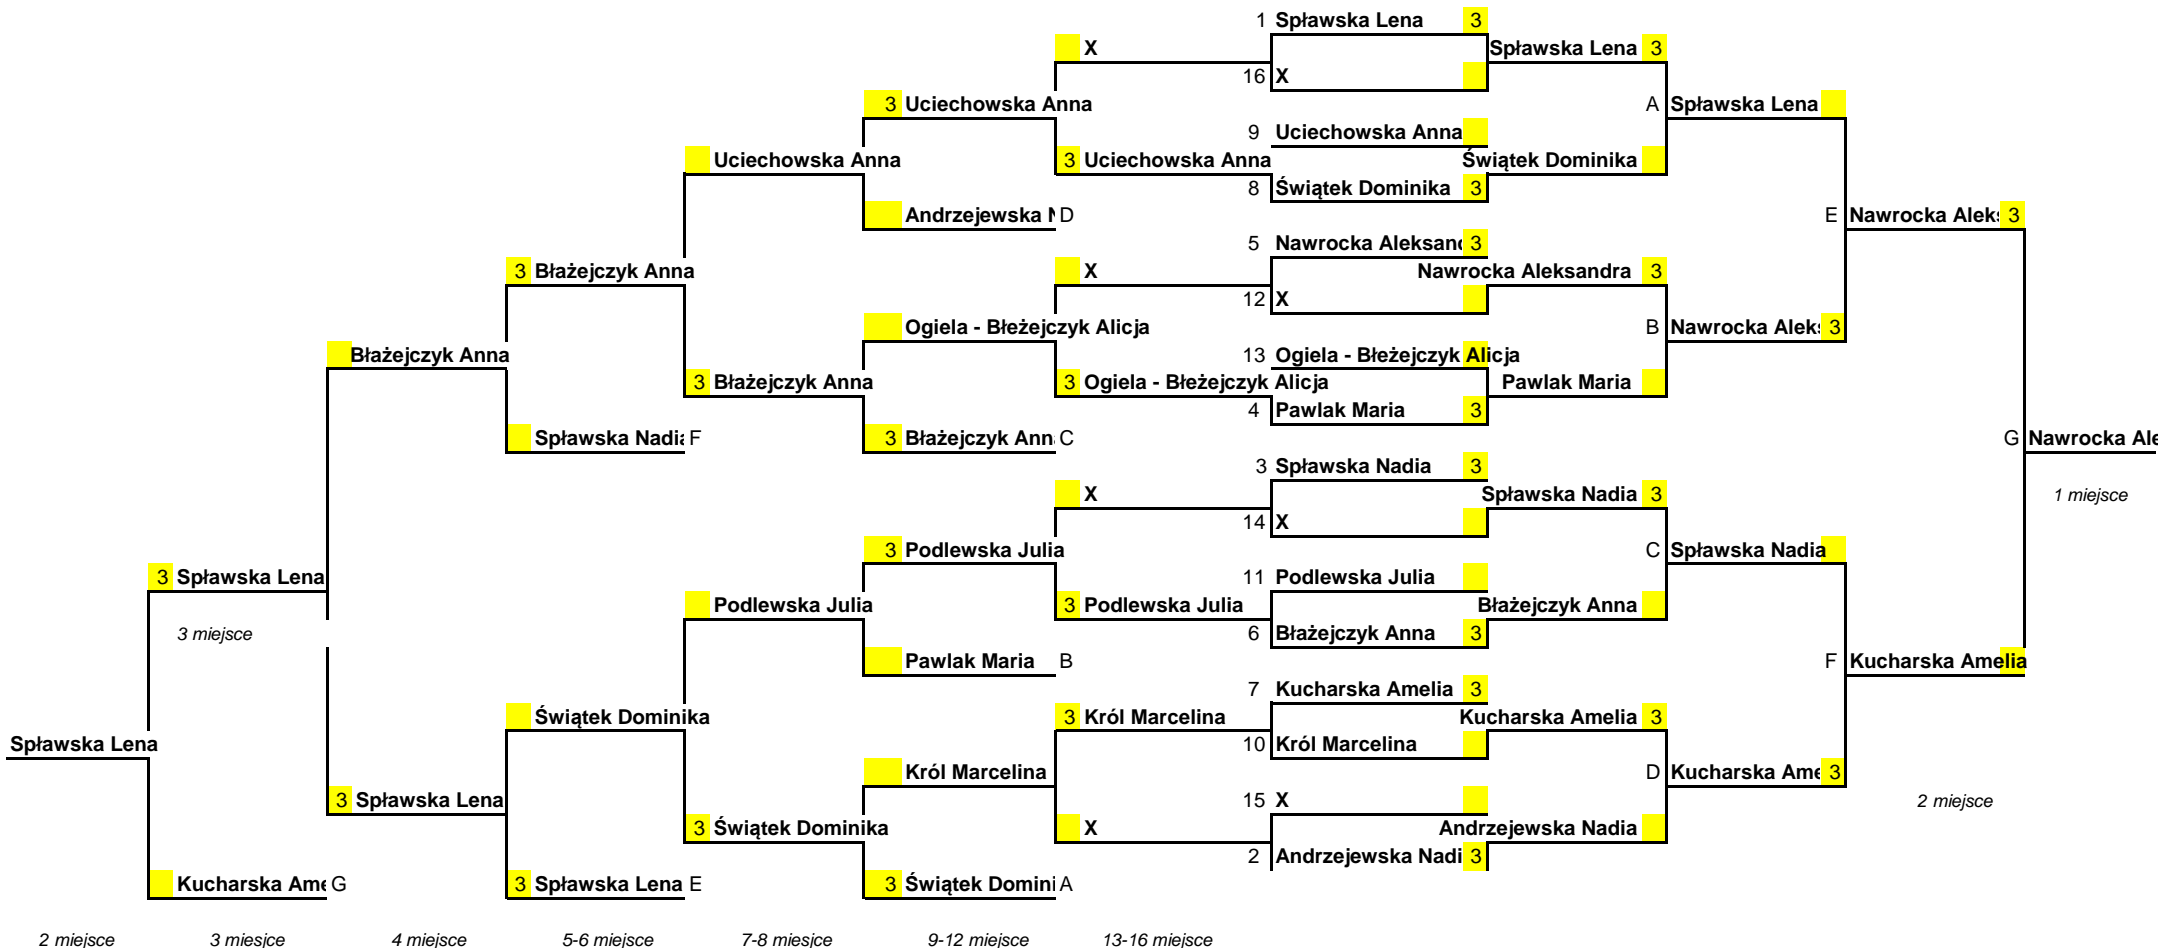 1 Spławska Lena 3
X Spławska Lena 3
16 X
3 Uciechowska Anna A Spławska Lena
9 Uciechowska Anna
Uciechowska Anna 3 Uciechowska Anna Świątek Dominika
8 Świątek Dominika 3
Andrzejewska N D E Nawrocka Aleks 3
5 Nawrocka Aleksand 3
3 Błażejczyk Anna X Nawrocka Aleksandra 3
12 X
Ogiela - Błeżejczyk Alicja B Nawrocka Aleks 3
Błażejczyk Anna 13 Ogiela - Błeżejczyk Alicja
3 Błażejczyk Anna 3 Ogiela - Błeżejczyk Alicja Pawlak Maria
4 Pawlak Maria 3
Spławska Nadia F 3 Błażejczyk Anna C G Nawrocka Ale
3 Spławska Nadia 3
X Spławska Nadia 3 1 miejsce
14 X
3 Podlewska Julia C Spławska Nadia
3 Spławska Lena 11 Podlewska Julia
Podlewska Julia 3 Podlewska Julia Błażejczyk Anna
3 miejsce 6 Błażejczyk Anna 3
Pawlak Maria B F Kucharska Amelia
7 Kucharska Amelia 3
Świątek Dominika 3 Król Marcelina Kucharska Amelia 3
Spławska Lena 10 Król Marcelina
Król Marcelina D Kucharska Ame 3
3 Spławska Lena 15 X 2 miejsce
3 Świątek Dominika X Andrzejewska Nadia
2 Andrzejewska Nadi 3
Kucharska Ame G 3 Spławska Lena E 3 Świątek Domini A
2 miejsce 3 miesjce 4 miejsce 5-6 miejsce 7-8 miesjce 9-12 miejsce 13-16 miejsce